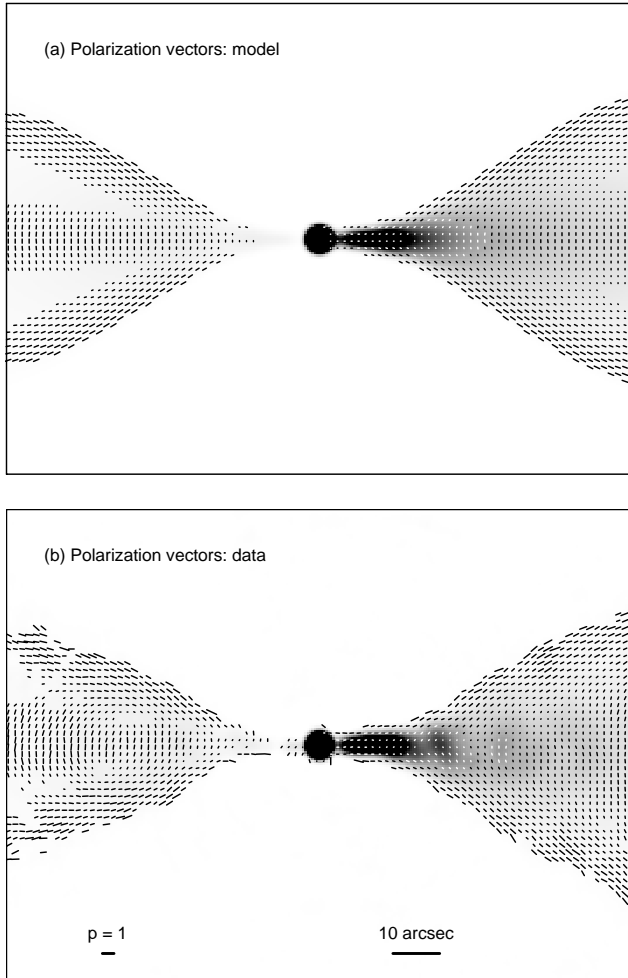 (a) Polarization vectors: model
(b) Polarization vectors: data
p = 1
10 arcsec